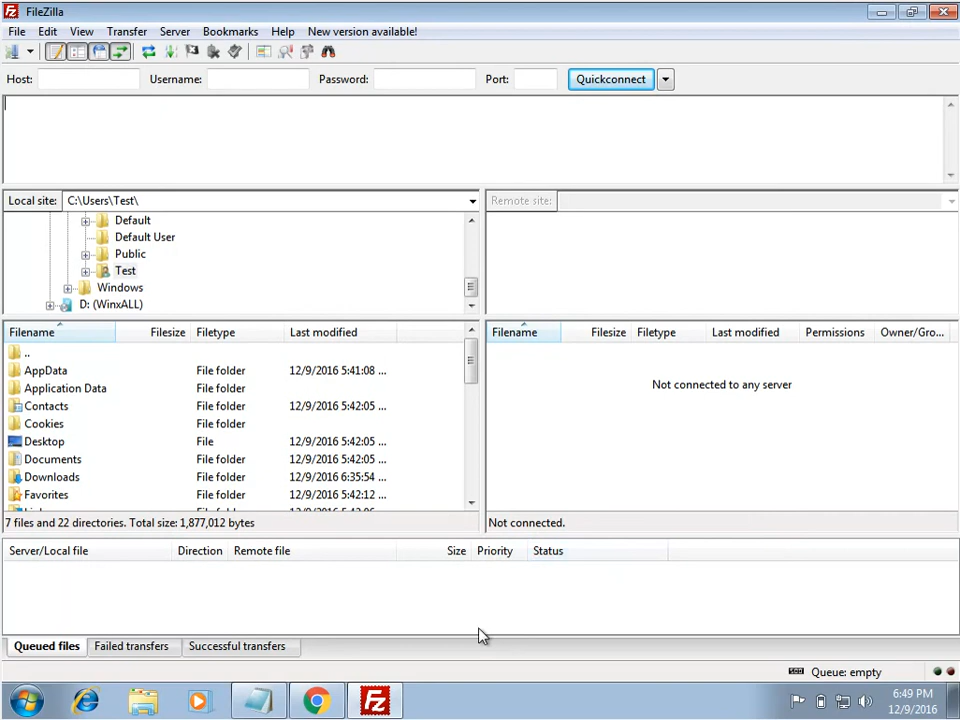 FileZilla
File Edit View Transfer Server Bookmarks Help New version available!
Host: Username: Password: Port: Quickconnect
Local site: C:\Users\Test\
Remote site:
Default
Default User
Public
Test
Windows
D: (WinxALL)
Filename Filesize Filetype Last modified
..
AppData File folder 12/9/2016 5:41:08 ...
Application Data File folder
Contacts File folder 12/9/2016 5:42:05 ...
Cookies File folder
Desktop File 12/9/2016 5:42:05 ...
Documents File folder 12/9/2016 5:42:05 ...
Downloads File folder 12/9/2016 6:35:54 ...
Favorites File folder 12/9/2016 5:42:12 ...
7 files and 22 directories. Total size: 1,877,012 bytes
Filename Filesize Filetype Last modified Permissions Owner/Gro...
Not connected to any server
Not connected.
Server/Local file Direction Remote file Size Priority Status
Queued files Failed transfers Successful transfers
Queue: empty
6:49 PM
12/9/2016